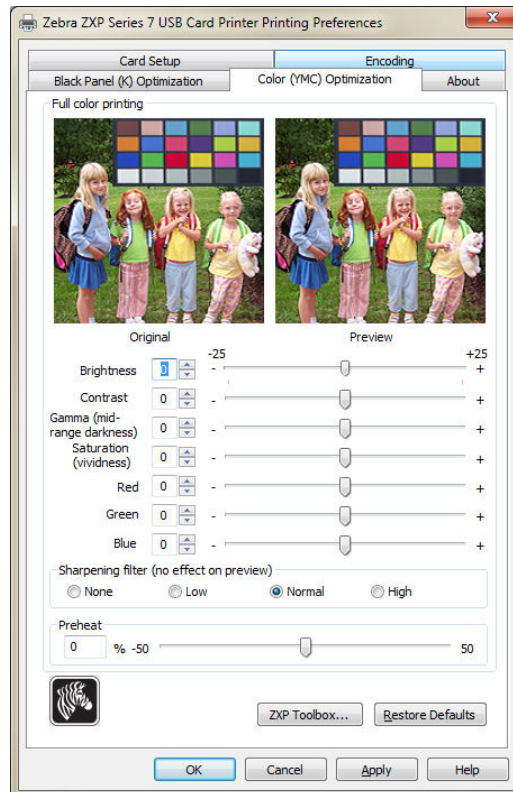 Zebra ZXP Series 7 USB Card Printer Printing Preferences
Card Setup Encoding
Black Panel (K) Optimization Color (YMC) Optimization About
Full color printing
Original Preview
-25 +25
Brightness 0 - +
Contrast 0 - +
Gamma (mid-
range darkness) 0 - +
Saturation
(vividness) 0 - +
Red 0 - +
Green 0 - +
Blue 0 - +
Sharpening filter (no effect on preview)
None Low Normal High
Preheat
0 % -50 50
ZXP Toolbox... Restore Defaults
OK Cancel Apply Help